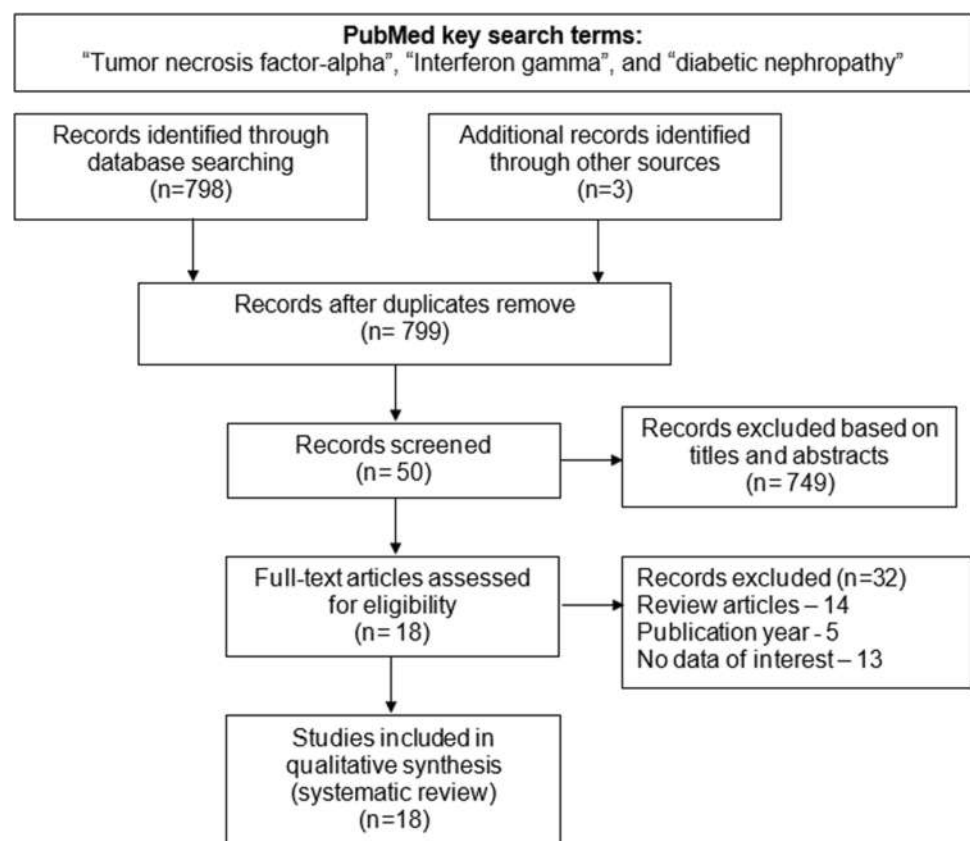 PubMed key search terms:
“Tumor necrosis factor-alpha”, “Interferon gamma”, and “diabetic nephropathy”
Records identified through
database searching
(n=798)
Additional records identified
through other sources
(n=3)
Records after duplicates remove
(n= 799)
Records screened
(n= 50)
Records excluded based on
titles and abstracts
(n= 749)
Full-text articles assessed
for eligibility
(n= 18)
Records excluded (n=32)
Review articles – 14
Publication year - 5
No data of interest – 13
Studies included in
qualitative synthesis
(systematic review)
(n=18)